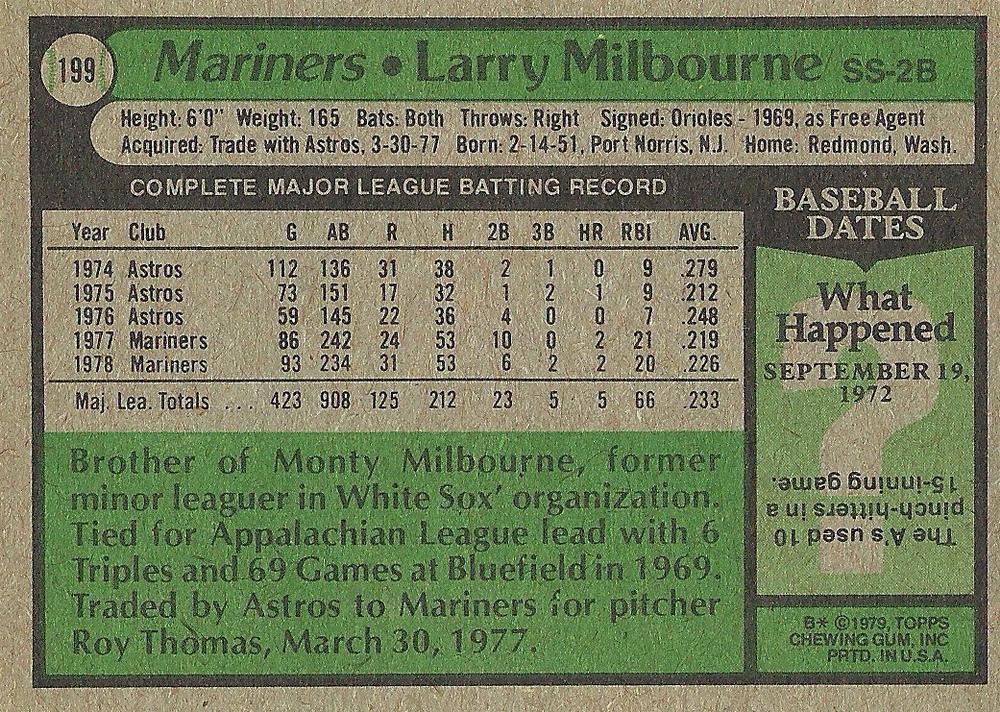 199
Mariners • Larry Milbourne SS-2B
Height: 6'0" Weight: 165 Bats: Both Throws: Right Signed: Orioles - 1969, as Free Agent
Acquired: Trade with Astros, 3-30-77 Born: 2-14-51, Port Norris, N.J. Home: Redmond, Wash.
COMPLETE MAJOR LEAGUE BATTING RECORD
Year Club G AB R H 2B 3B HR RBI AVG.
1974 Astros 112 136 31 38 2 1 0 9 .279
1975 Astros 73 151 17 32 1 2 1 9 .212
1976 Astros 59 145 22 36 4 0 0 7 .248
1977 Mariners 86 242 24 53 10 0 2 21 .219
1978 Mariners 93 234 31 53 6 2 2 20 .226
Maj. Lea. Totals .... 423 908 125 212 23 5 5 66 .233
Brother of Monty Milbourne, former
minor leaguer in White Sox' organization.
Tied for Appalachian League lead with 6
Triples and 69 Games at Bluefield in 1969.
Traded by Astros to Mariners for pitcher
Roy Thomas, March 30, 1977.
BASEBALL
DATES
What
Happened
SEPTEMBER 19,
1972
The A's used 10
pinch-hitters in a
15-inning game.
B* ©1979, TOPPS
CHEWING GUM, INC
PRTD. IN U.S.A.